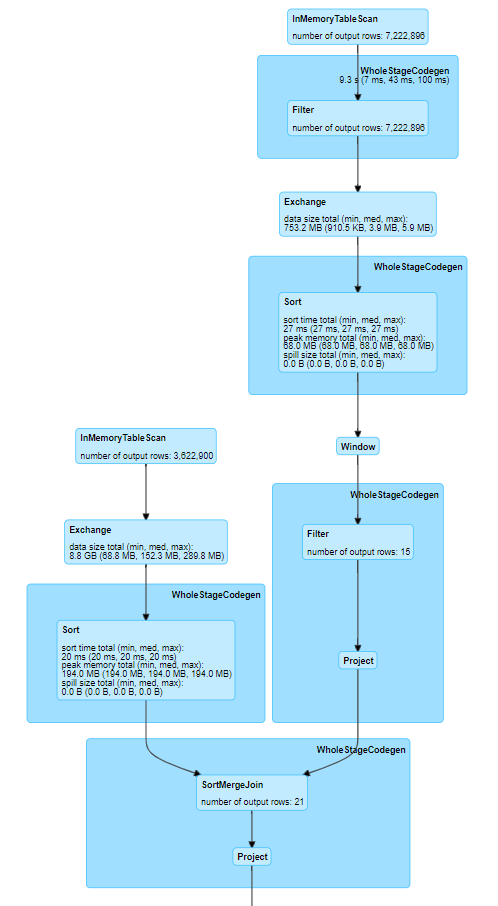 InMemoryTableScan
number of output rows: 7,222,896
WholeStageCodegen
9.3 s (7 ms, 43 ms, 100 ms)
Filter
number of output rows: 7,222,896
Exchange
data size total (min, med, max):
753.2 MB (910.5 KB, 3.9 MB, 5.9 MB)
WholeStageCodegen
Sort
sort time total (min, med, max):
27 ms (27 ms, 27 ms, 27 ms)
peak memory total (min, med, max):
68.0 MB (68.0 MB, 68.0 MB, 68.0 MB)
spill size total (min, med, max):
0.0 B (0.0 B, 0.0 B, 0.0 B)
Window
InMemoryTableScan
number of output rows: 3,622,900
WholeStageCodegen
Filter
number of output rows: 15
Exchange
data size total (min, med, max):
8.8 GB (68.8 MB, 152.3 MB, 289.8 MB)
WholeStageCodegen
Sort
sort time total (min, med, max):
20 ms (20 ms, 20 ms, 20 ms)
peak memory total (min, med, max):
194.0 MB (194.0 MB, 194.0 MB, 194.0 MB)
spill size total (min, med, max):
0.0 B (0.0 B, 0.0 B, 0.0 B)
Project
WholeStageCodegen
SortMergeJoin
number of output rows: 21
Project